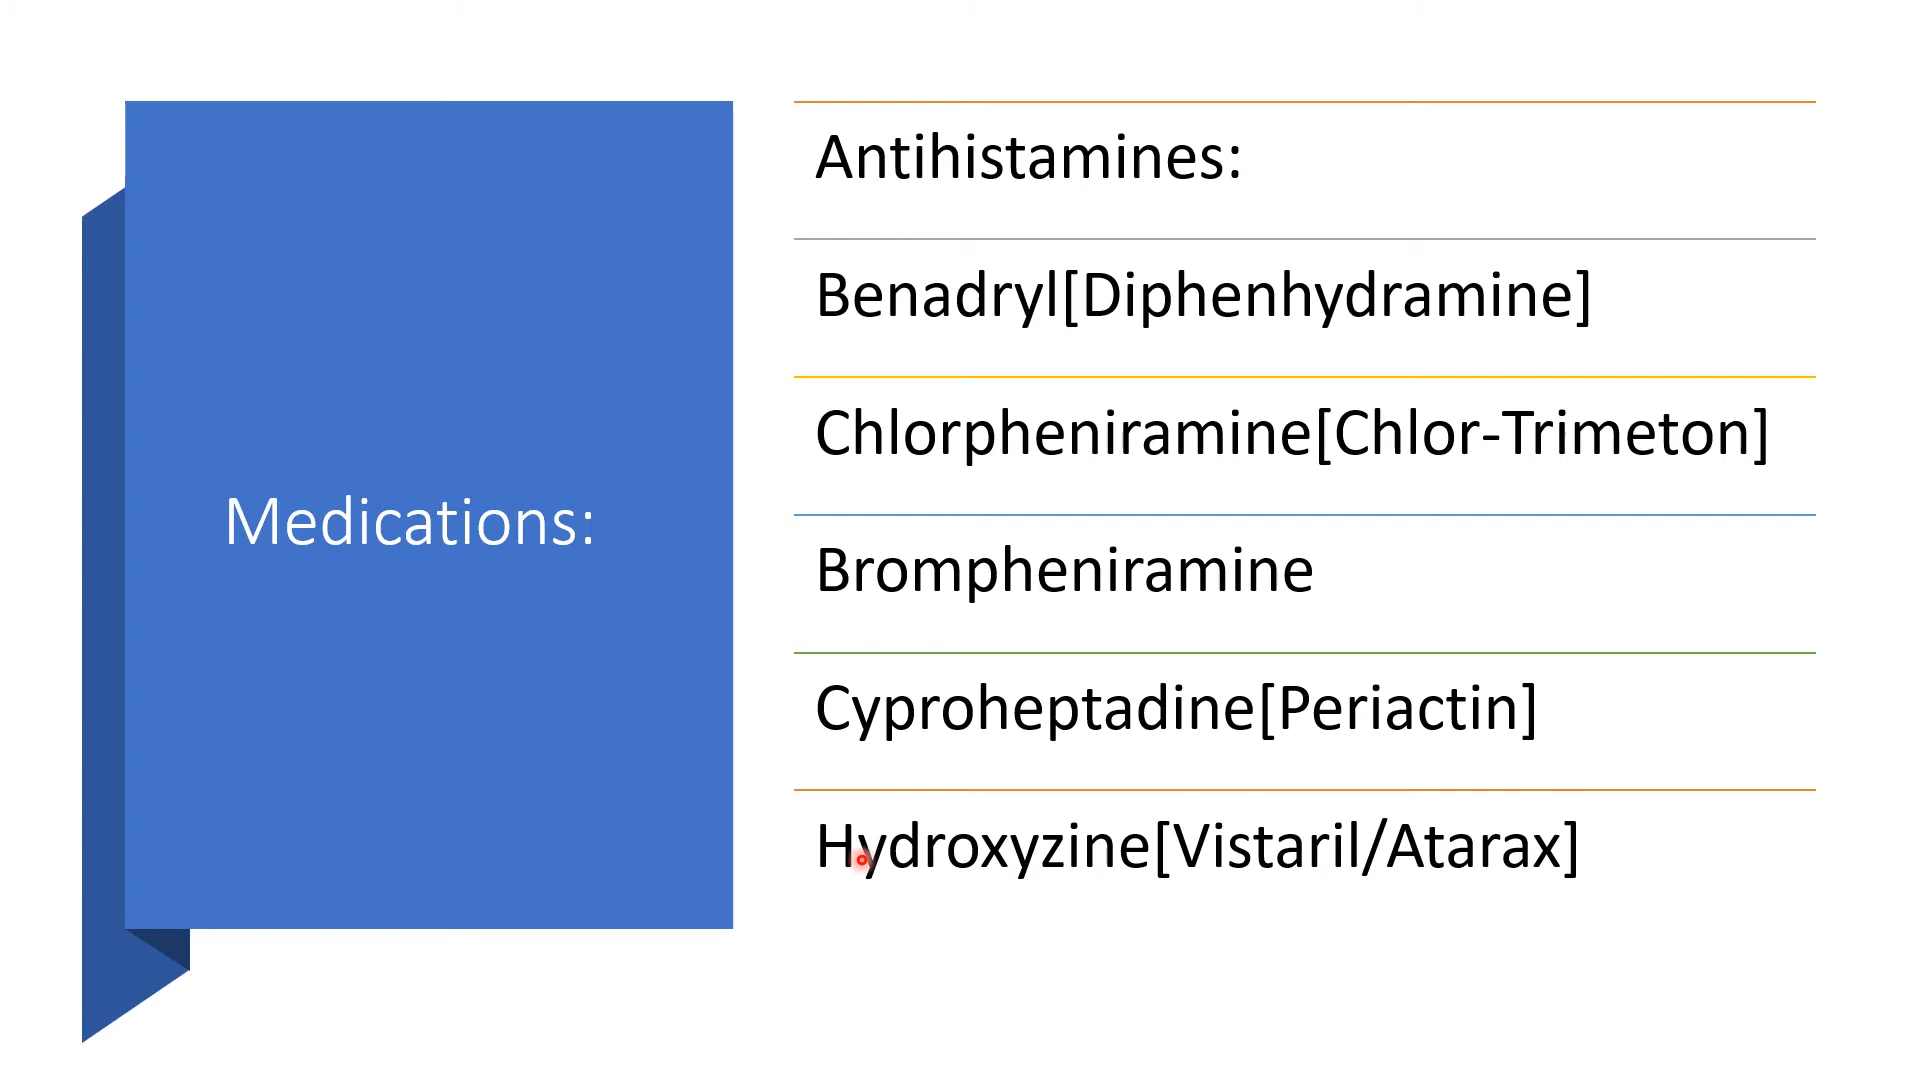 Medications:
Antihistamines:
Benadryl[Diphenhydramine]
Chlorpheniramine[Chlor-Trimeton]
Brompheniramine
Cyproheptadine[Periactin]
Hydroxyzine[Vistaril/Atarax]